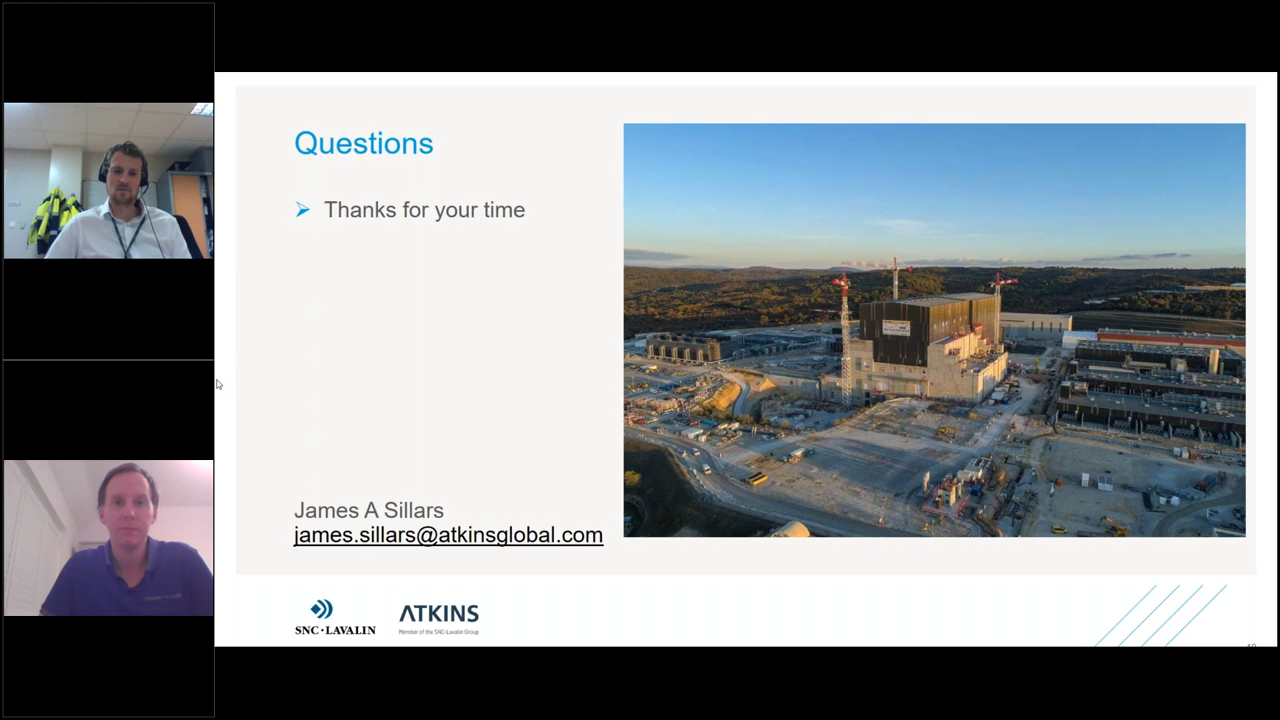 Questions
Thanks for your time
James A Sillars
james.sillars@atkinsglobal.com
SNC • LAVALIN
ATKINS
Member of the SNC-Lavalin Group